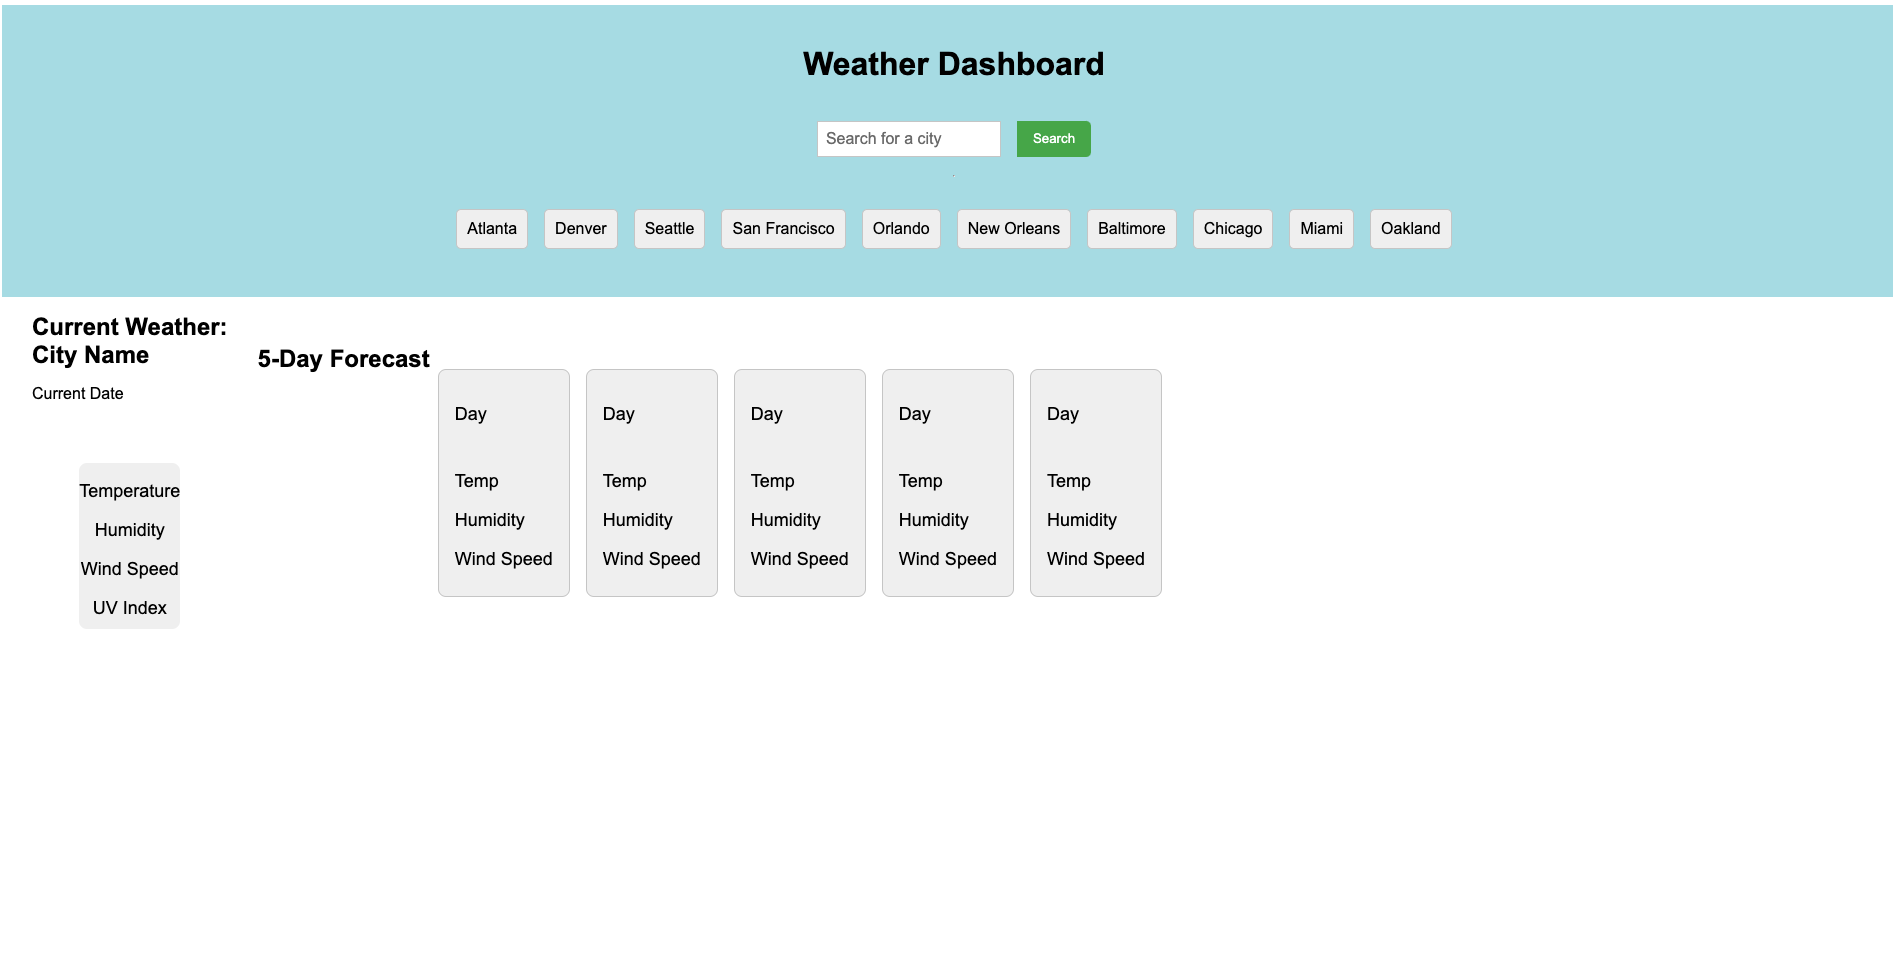 Weather Dashboard
Search for a city Search
Atlanta Denver Seattle San Francisco Orlando New Orleans Baltimore Chicago Miami Oakland
Current Weather:
City Name
Current Date
Temperature
Humidity
Wind Speed
UV Index
5-Day Forecast
Day
Temp
Humidity
Wind Speed
Day
Temp
Humidity
Wind Speed
Day
Temp
Humidity
Wind Speed
Day
Temp
Humidity
Wind Speed
Day
Temp
Humidity
Wind Speed